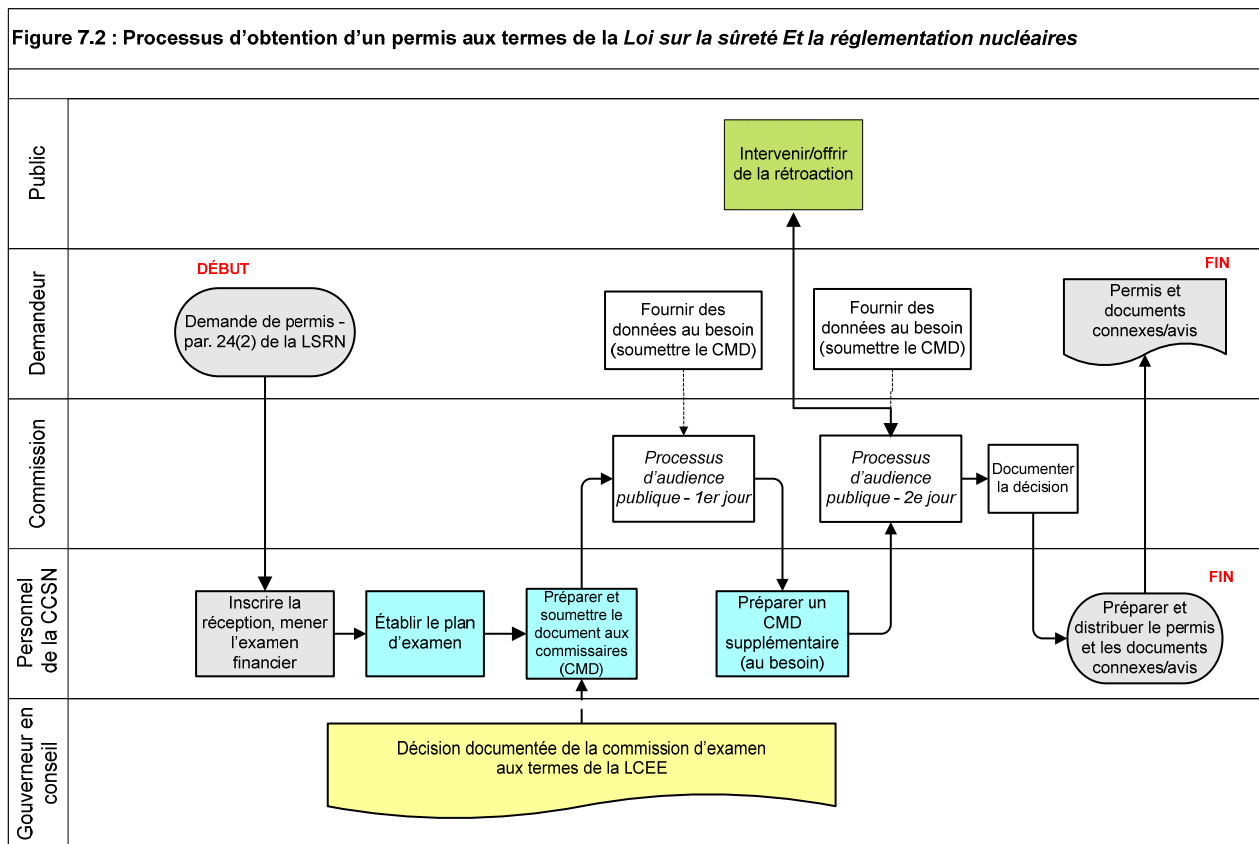 Figure 7.2 : Processus d’obtention d’un permis aux termes de la Loi sur la sûreté Et la réglementation nucléaires
Public
Intervenir/offrir
de la rétroaction
Demandeur
DÉBUT
Demande de permis -
par. 24(2) de la LSRN
Fournir des
données au besoin
(soumettre le CMD)
Fournir des
données au besoin
(soumettre le CMD)
FIN
Permis et
documents
connexes/avis
Commission
Processus
d’audience
publique - 1er jour
Processus
d’audience
publique - 2e jour
Documenter
la décision
Personnel
de la CCSN
Inscrire la
réception, mener
l’examen
financier
Établir le plan
d’examen
Préparer et
soumettre le
document aux
commissaires
(CMD)
Préparer un
CMD
supplémentaire
(au besoin)
FIN
Préparer et
distribuer le permis
et les documents
connexes/avis
Gouverneur en
conseil
Décision documentée de la commission d’examen
aux termes de la LCEE